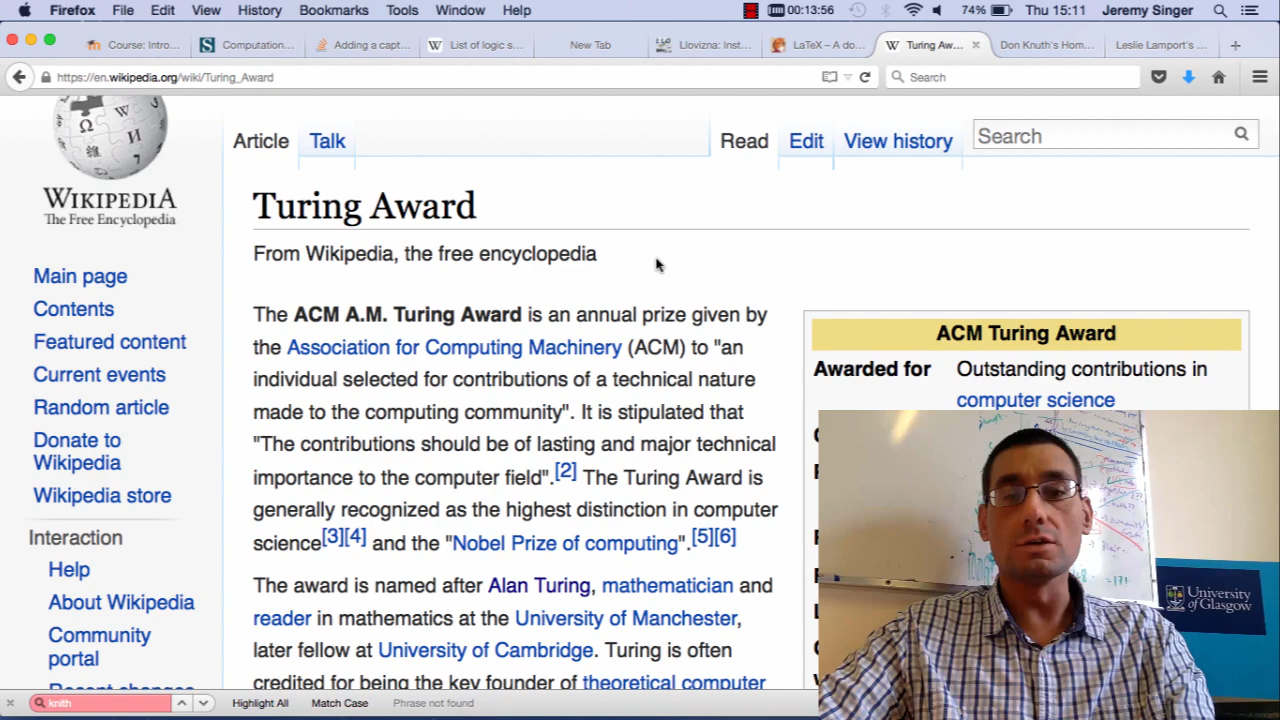 Firefox File Edit View History Bookmarks Tools Window Help 00:13:56 74% Thu 15:11 Jeremy Singer
Course: Intro... Computation... Adding a capt... List of logic s... New Tab Llovizna: Inst... LaTeX – A do... Turing Aw... Don Knuth's Hom... Leslie Lamport's ...
https://en.wikipedia.org/wiki/Turing_Award Search
WIKIPEDIA
The Free Encyclopedia
Main page
Contents
Featured content
Current events
Random article
Donate to
Wikipedia
Wikipedia store
Interaction
Help
About Wikipedia
Community
portal
Recent changes
Article Talk Read Edit View history Search
Turing Award
From Wikipedia, the free encyclopedia
The ACM A.M. Turing Award is an annual prize given by
the Association for Computing Machinery (ACM) to "an
individual selected for contributions of a technical nature
made to the computing community". It is stipulated that
"The contributions should be of lasting and major technical
importance to the computer field".[2] The Turing Award is
generally recognized as the highest distinction in computer
science[3][4] and the "Nobel Prize of computing".[5][6]
The award is named after Alan Turing, mathematician and
reader in mathematics at the University of Manchester,
later fellow at University of Cambridge. Turing is often
credited for being the key founder of theoretical computer
ACM Turing Award
Awarded for Outstanding contributions in
computer science
University
of Glasgow
knith Highlight All Match Case Phrase not found